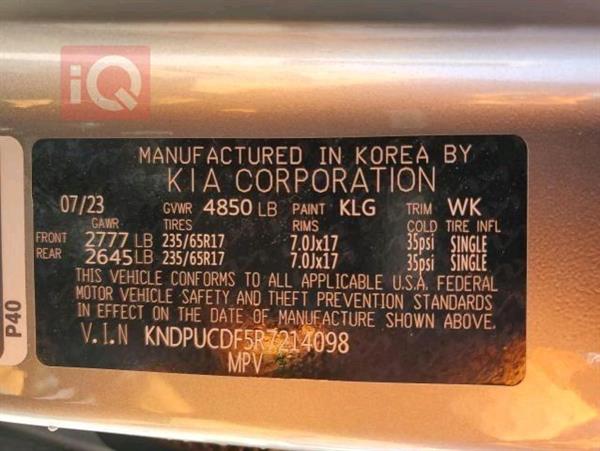 iQ
MANUFACTURED IN KOREA BY
KIA CORPORATION
07/23 GVWR 4850 LB PAINT KLG TRIM WK
GAWR TIRES RIMS COLD TIRE INFL
FRONT 2777 LB 235/65R17 7.0Jx17 35psi SINGLE
REAR 2645 LB 235/65R17 7.0Jx17 35psi SINGLE
THIS VEHICLE CONFORMS TO ALL APPLICABLE U.S.A. FEDERAL
MOTOR VEHICLE SAFETY AND THEFT PREVENTION STANDARDS
IN EFFECT ON THE DATE OF MANUFACTURE SHOWN ABOVE.
V.I.N KNDPUCDF5R7214098
MPV
P40